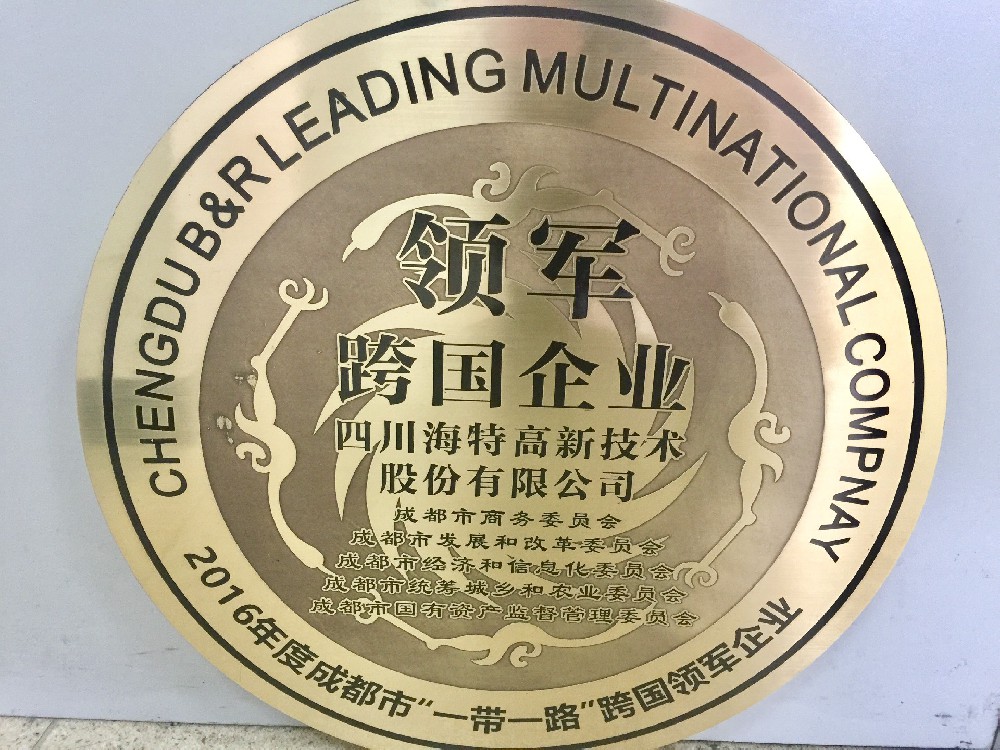 CHENGDU B&R LEADING MULTINATIONAL COMPNAY
领军
跨国企业
四川海特高新技术
股份有限公司
成都市商务委员会
成都市发展和改革委员会
成都市经济和信息化委员会
成都市统筹城乡和农业委员会
成都市国有资产监督管理委员会
2016年度成都市"一带一路"跨国领军企业